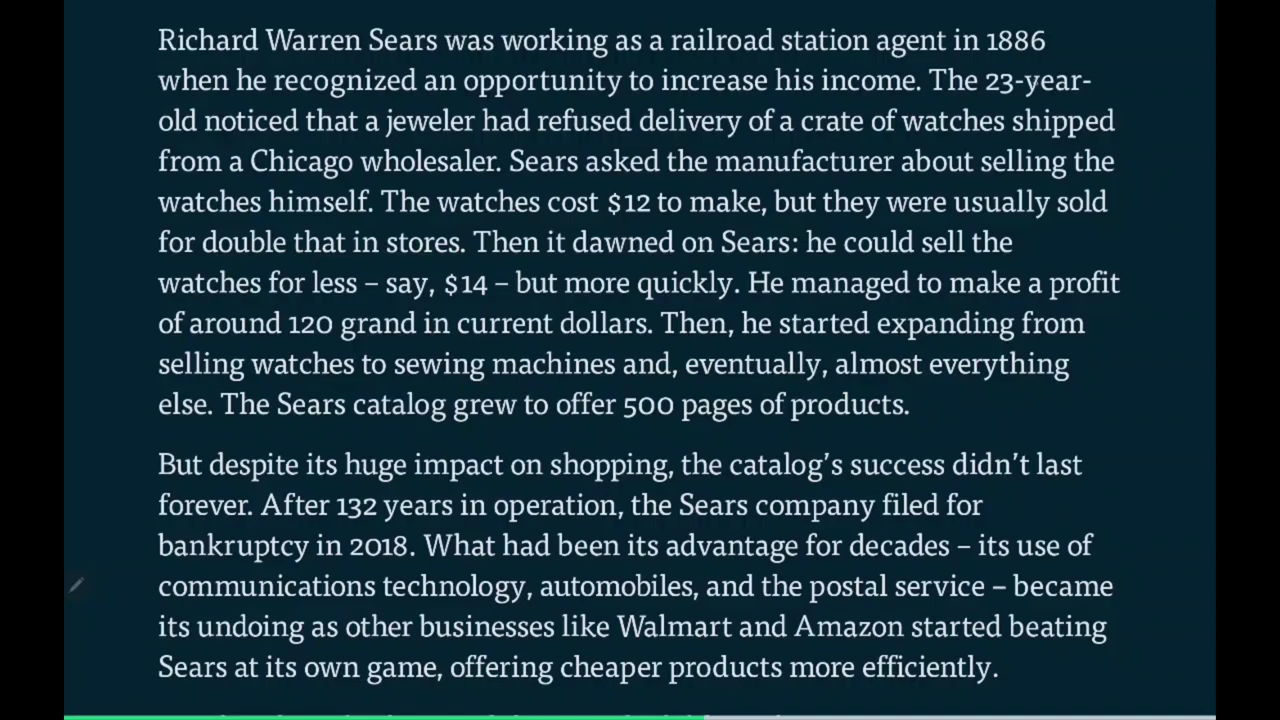 Richard Warren Sears was working as a railroad station agent in 1886
when he recognized an opportunity to increase his income. The 23-year-
old noticed that a jeweler had refused delivery of a crate of watches shipped
from a Chicago wholesaler. Sears asked the manufacturer about selling the
watches himself. The watches cost $12 to make, but they were usually sold
for double that in stores. Then it dawned on Sears: he could sell the
watches for less – say, $14 – but more quickly. He managed to make a profit
of around 120 grand in current dollars. Then, he started expanding from
selling watches to sewing machines and, eventually, almost everything
else. The Sears catalog grew to offer 500 pages of products.
But despite its huge impact on shopping, the catalog’s success didn’t last
forever. After 132 years in operation, the Sears company filed for
bankruptcy in 2018. What had been its advantage for decades – its use of
communications technology, automobiles, and the postal service – became
its undoing as other businesses like Walmart and Amazon started beating
Sears at its own game, offering cheaper products more efficiently.